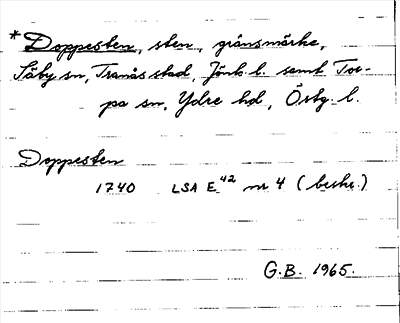 * Doppesten, sten, gränsmärke,
Säby sn, Tranås stad, Jönk. l. samt Tor-
pa sn, Ydre hd, Östg. l.
Doppesten
1740 LSA E 42 nr 4 (beskr.)
G.B. 1965.